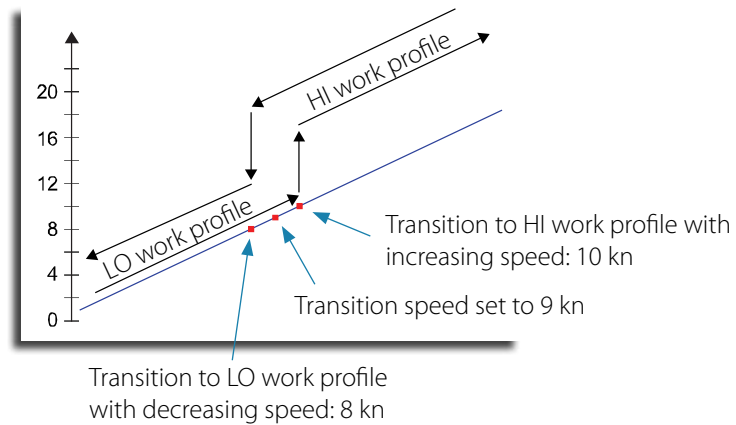 HI work profile
20
16
12
8
4
0
LO work profile
Transition to HI work profile with
increasing speed: 10 kn
Transition speed set to 9 kn
Transition to LO work profile
with decreasing speed: 8 kn